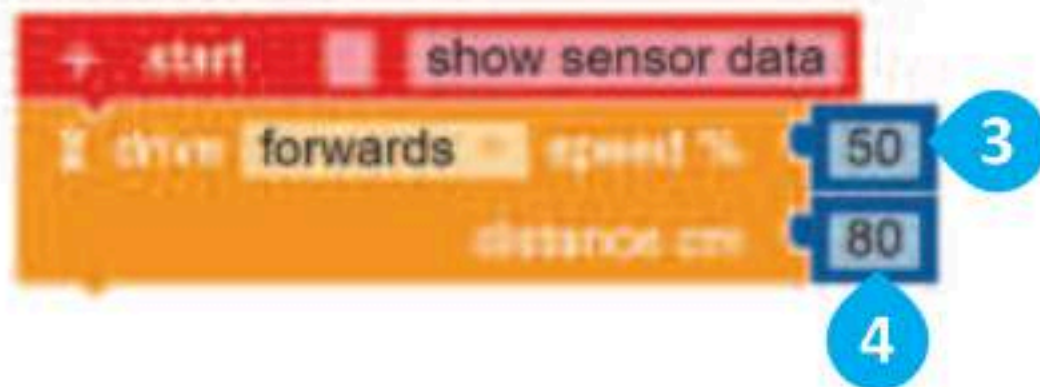 + start show sensor data
drive forwards speed % 50 3
distance cm 80
4